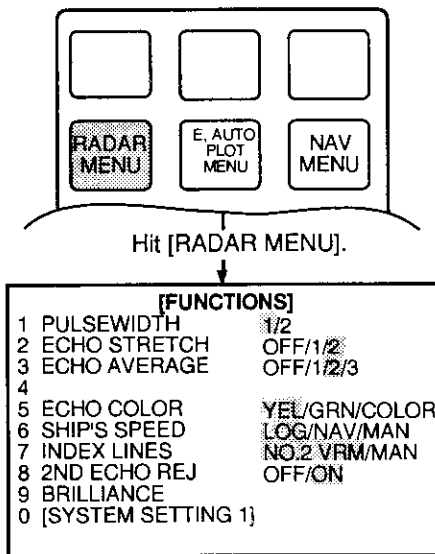 RADAR MENU
E, AUTO PLOT MENU
NAV MENU
Hit [RADAR MENU].
[FUNCTIONS]
1 PULSEWIDTH 1/2
2 ECHO STRETCH OFF/1/2
3 ECHO AVERAGE OFF/1/2/3
4
5 ECHO COLOR YEL/GRN/COLOR
6 SHIP'S SPEED LOG/NAV/MAN
7 INDEX LINES NO.2 VRM/MAN
8 2ND ECHO REJ OFF/ON
9 BRILLIANCE
0 [SYSTEM SETTING 1]